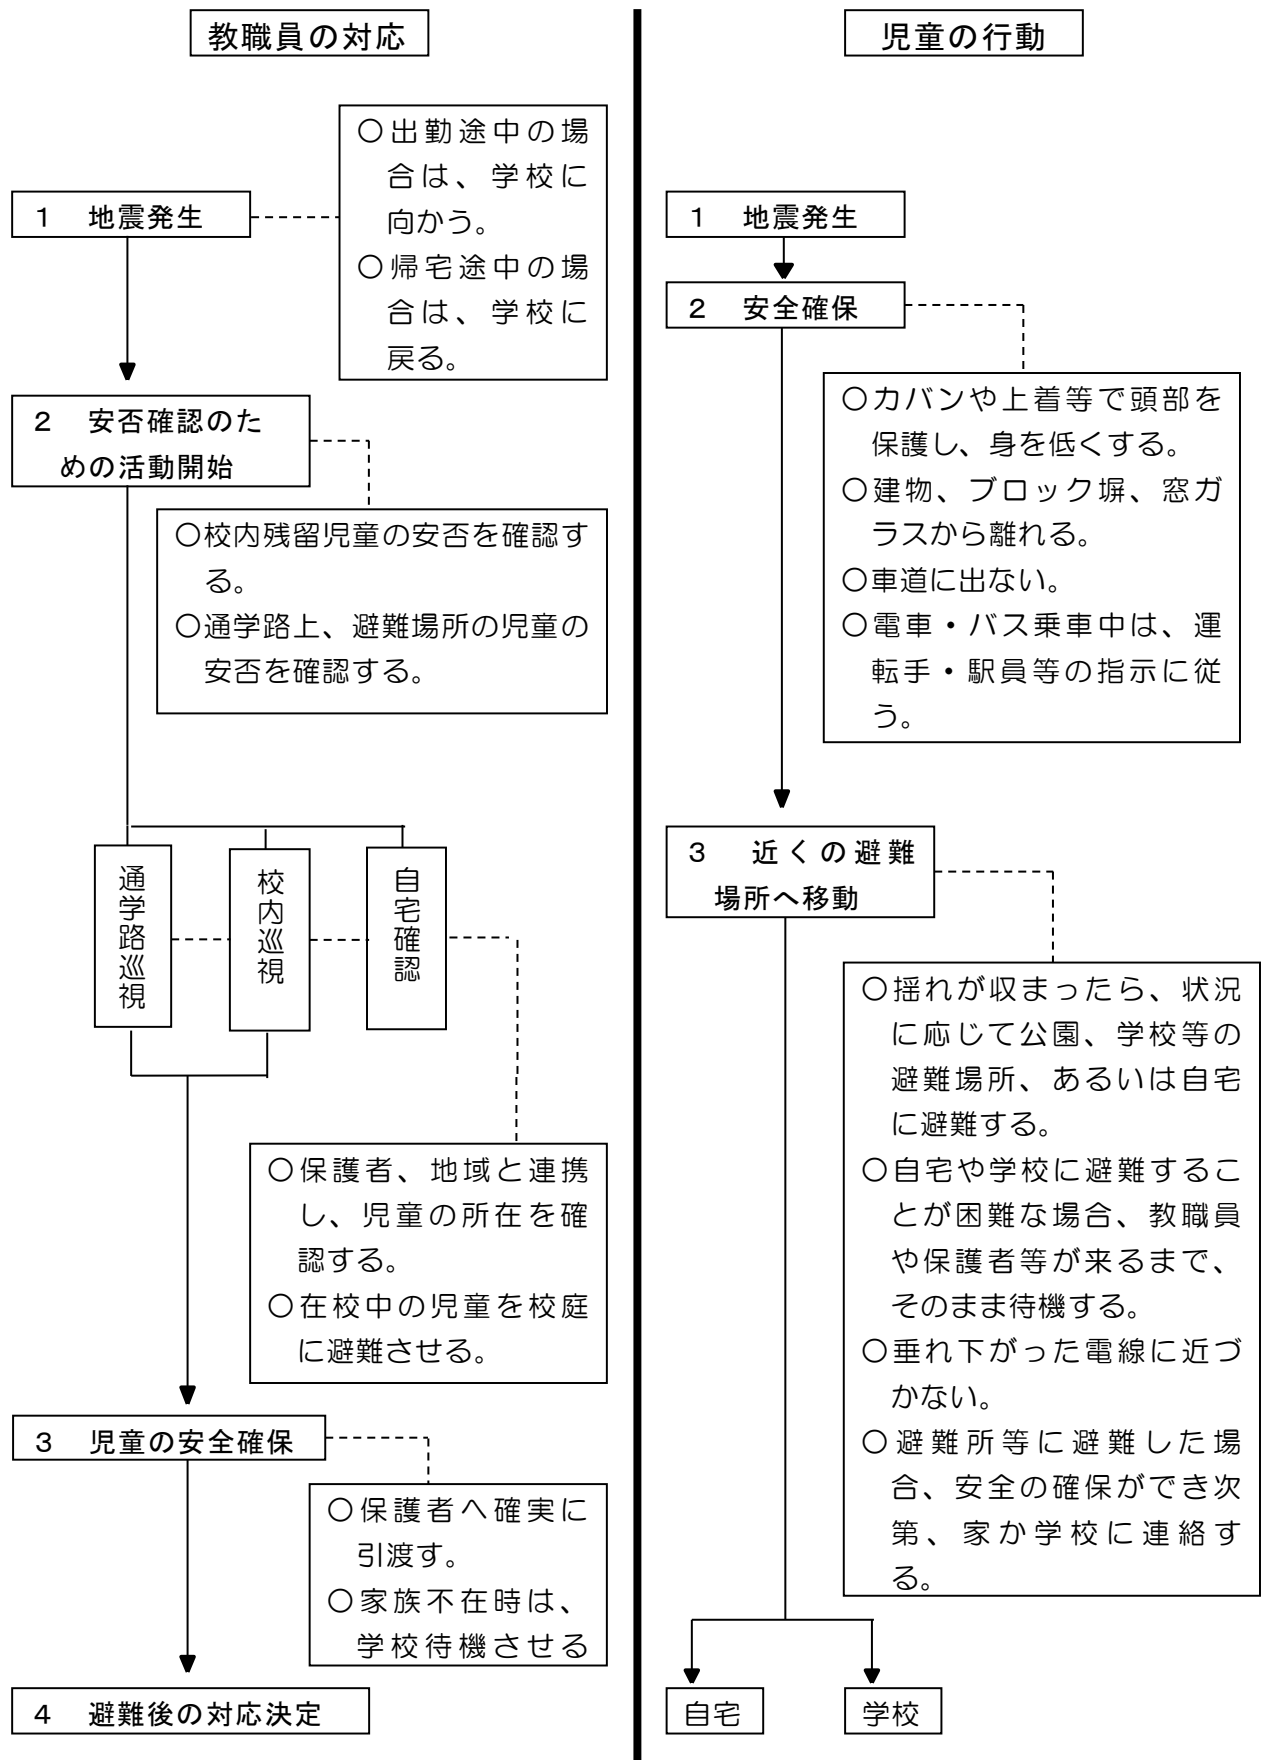 教職員の対応
○出勤途中の場
合は、学校に
向かう。
○帰宅途中の場
合は、学校に
戻る。
1 地震発生
2 安否確認のた
めの活動開始
○校内残留児童の安否を確認す
る。
○通学路上、避難場所の児童の
安否を確認する。
通学路巡視
校内巡視
自宅確認
○保護者、地域と連携
し、児童の所在を確
認する。
○在校中の児童を校庭
に避難させる。
3 児童の安全確保
○保護者へ確実に
引渡す。
○家族不在時は、
学校待機させる
4 避難後の対応決定
児童の行動
1 地震発生
2 安全確保
○カバンや上着等で頭部を
保護し、身を低くする。
○建物、ブロック塀、窓ガ
ラスから離れる。
○車道に出ない。
○電車・バス乗車中は、運
転手・駅員等の指示に従
う。
3 近くの避難
場所へ移動
○揺れが収まったら、状況
に応じて公園、学校等の
避難場所、あるいは自宅
に避難する。
○自宅や学校に避難するこ
とが困難な場合、教職員
や保護者等が来るまで、
そのまま待機する。
○垂れ下がった電線に近づ
かない。
○避難所等に避難した場
合、安全の確保ができ次
第、家か学校に連絡す
る。
自宅
学校